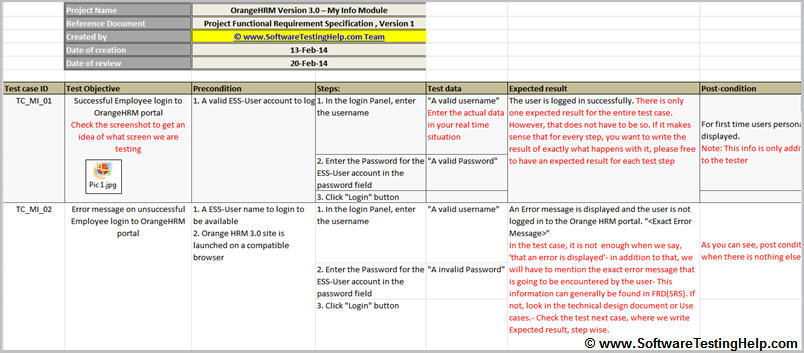 Project Name OrangeHRM Version 3.0 – My Info Module
Reference Document Project Functional Requirement Specification , Version 1
Created by © www.SoftwareTestingHelp.com Team
Date of creation 13-Feb-14
Date of review 20-Feb-14
Test case ID Test Objective Precondition Steps: Test data Expected result Post-condition
TC_MI_01
Successful Employee login to
OrangeHRM portal
Check the screenshot to get an
idea of what screen we are
testing
Pic 1.jpg
1. A valid ESS-User account to log
1. In the login Panel, enter
the username
"A valid username"
Enter the actual data
in your real time
situation
2. Enter the Password for the
ESS-User account in the
password field
"A valid Password"
3. Click "Login" button
The user is logged in successfully. There is only
one expected result for the entire test case.
However, that does not have to be so. If it makes
sense that for every step, you want to write the
result of exactly what happens with it, please free
to have an expected result for each test step
For first time users persona
displayed.
Note: This info is only addi
to the tester
TC_MI_02
Error message on unsuccessful
Employee login to OrangeHRM
portal
1. A ESS-User name to login to
be available
2. Orange HRM 3.0 site is
launched on a compatible
browser
1. In the login Panel, enter
the username
"A valid username"
2. Enter the Password for the
ESS-User account in the
password field
"A invalid Password"
3. Click "Login" button
An Error message is displayed and the user is not
logged in to the Orange HRM portal. "<Exact Error
Message>"
In the test case, it is not enough when we say,
'that an error is displayed'- in addition to that, we
will have to mention the exact error message that
is going to be encountered by the user- This
information can generally be found in FRD(SRS). If
not, look in the technical design document or Use
cases.- Check the test next case, where we write
Expected result, step wise.
As you can see, post condit
when there is nothing else
© www.SoftwareTestingHelp.com